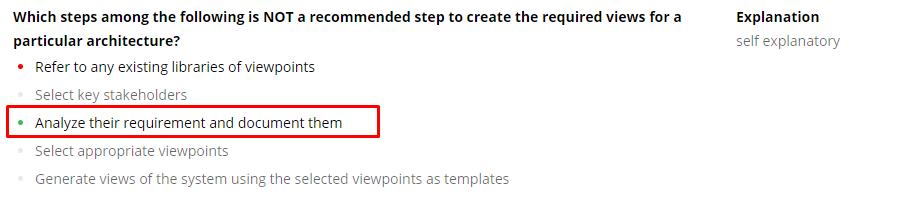 Which steps among the following is NOT a recommended step to create the required views for a
particular architecture?
Refer to any existing libraries of viewpoints
Select key stakeholders
Analyze their requirement and document them
Select appropriate viewpoints
Generate views of the system using the selected viewpoints as templates
Explanation
self explanatory